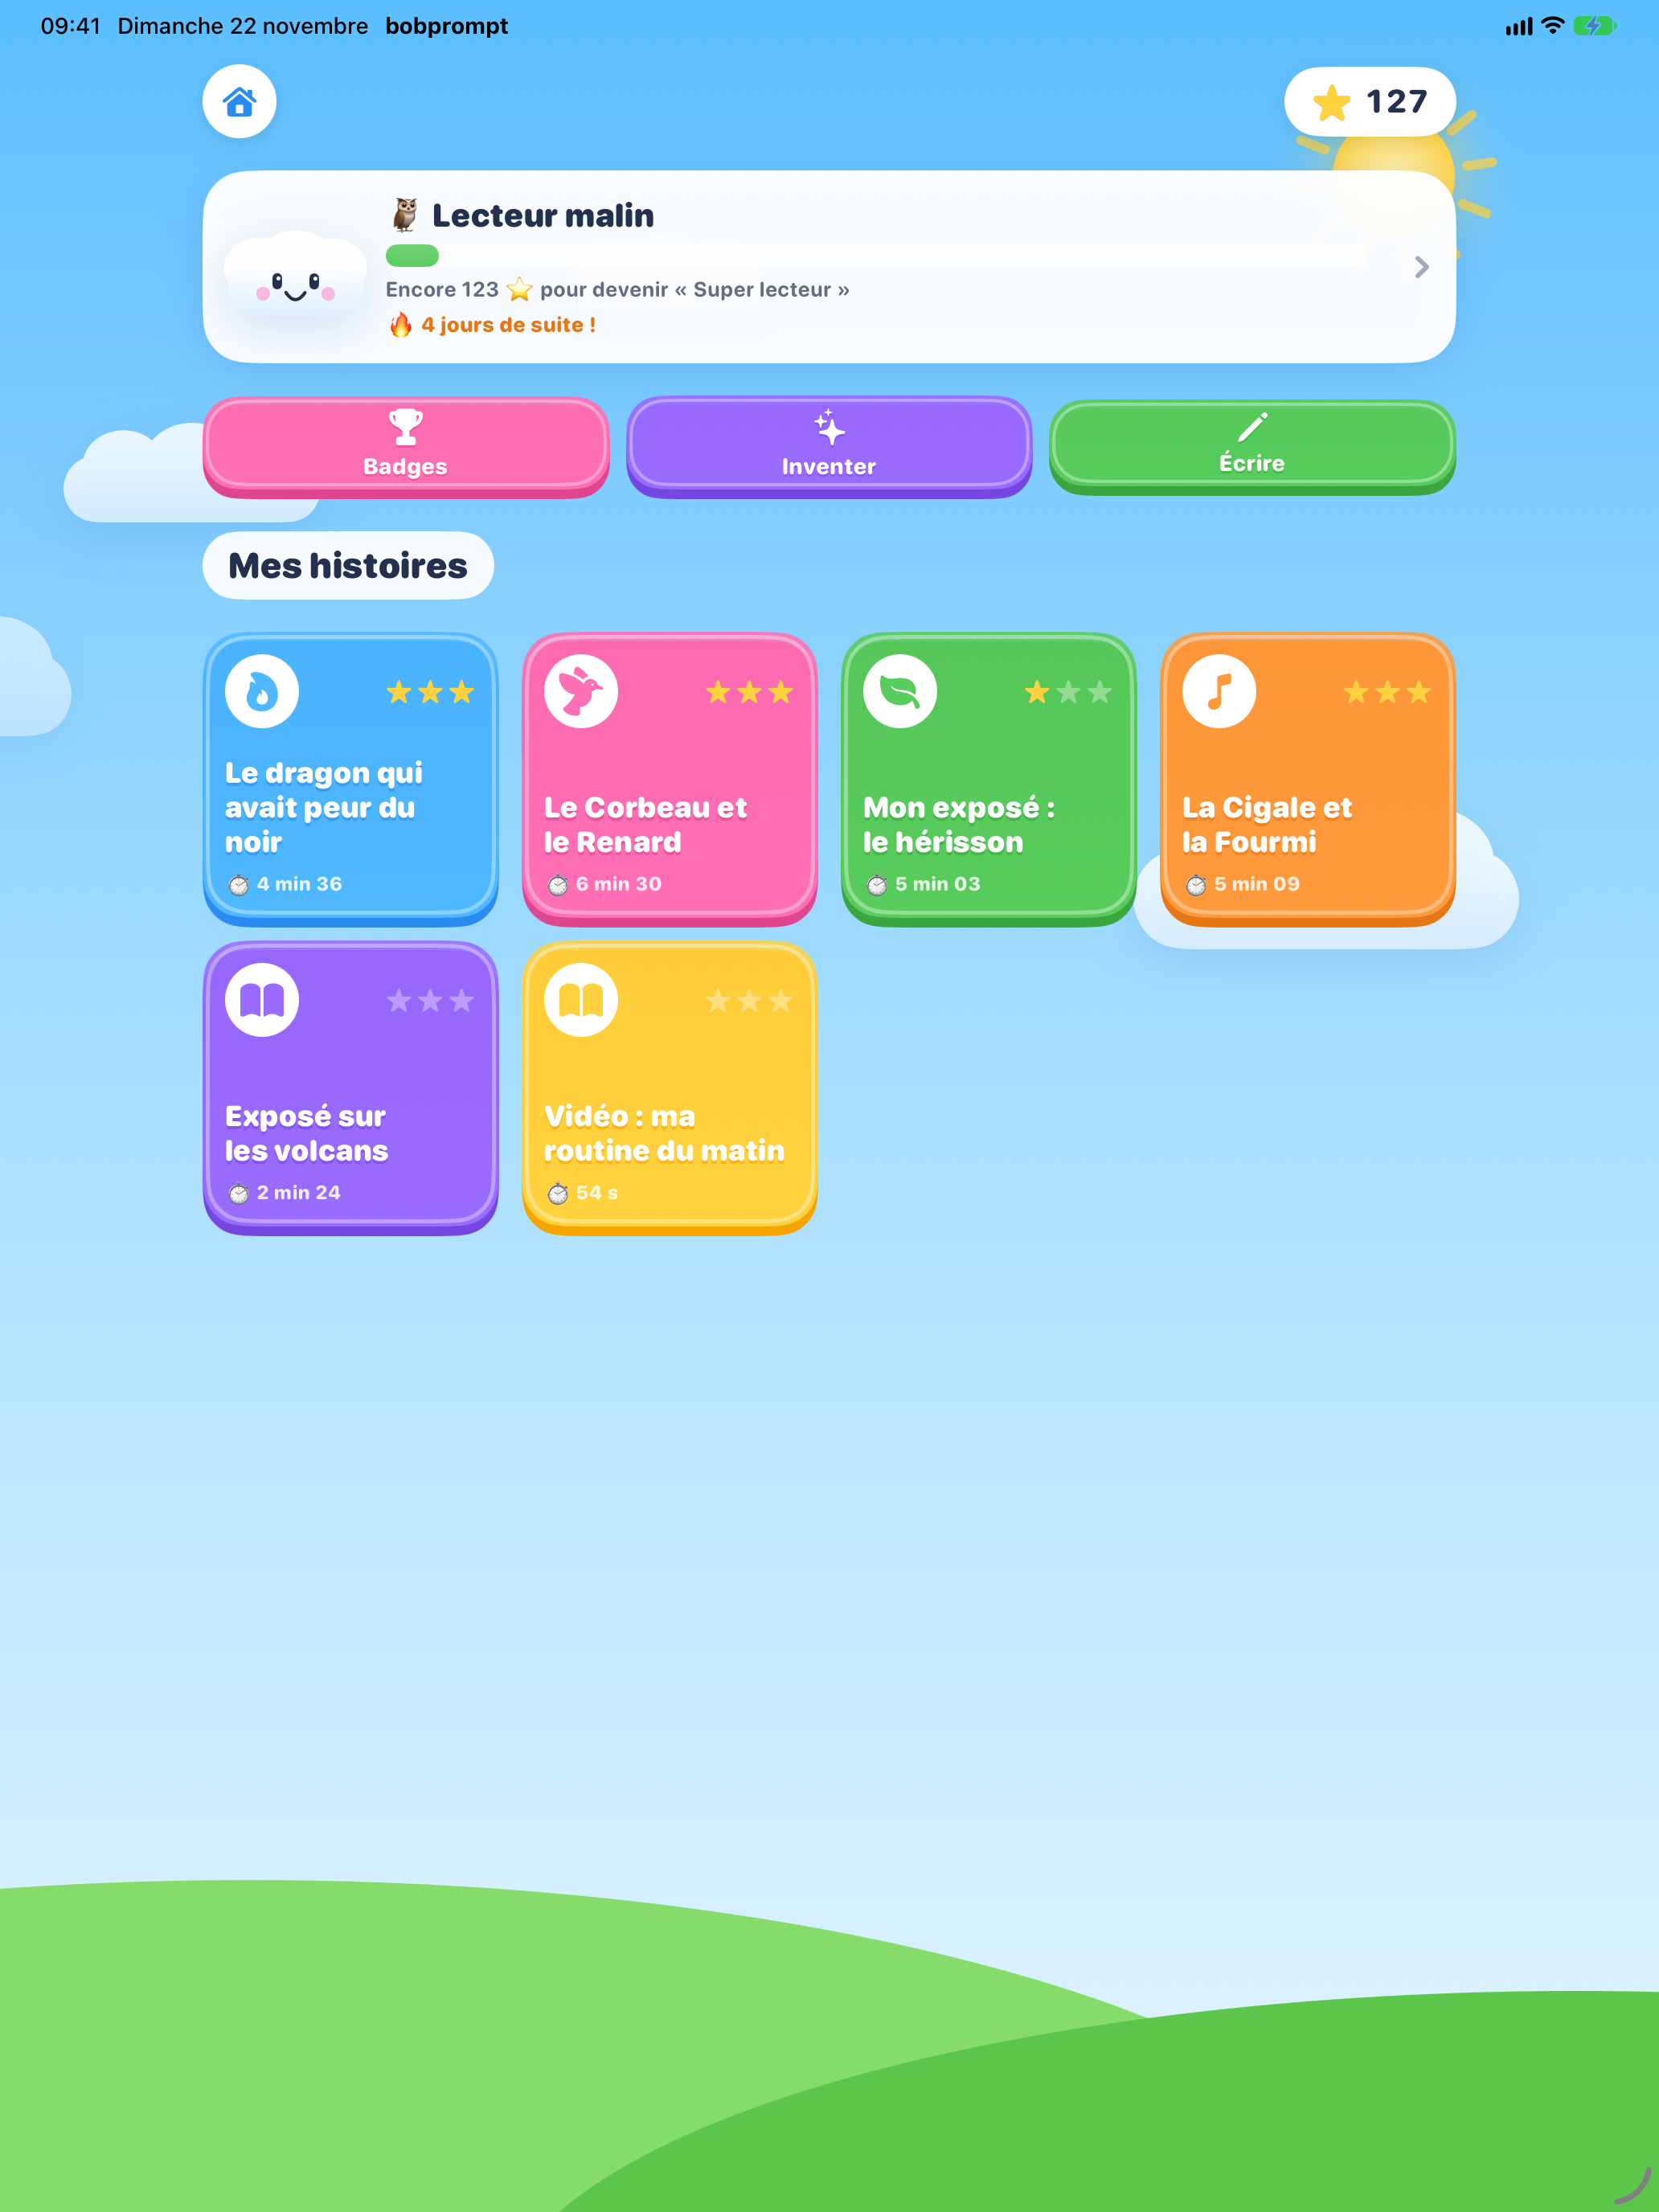 09:41 Dimanche 22 novembre bobprompt
127
Lecteur malin
Encore 123 ⭐ pour devenir « Super lecteur »
4 jours de suite !
Badges
Inventer
Écrire
Mes histoires
Le dragon qui
avait peur du
noir
4 min 36
Le Corbeau et
le Renard
6 min 30
Mon exposé :
le hérisson
5 min 03
La Cigale et
la Fourmi
5 min 09
Exposé sur
les volcans
2 min 24
Vidéo : ma
routine du matin
54 s